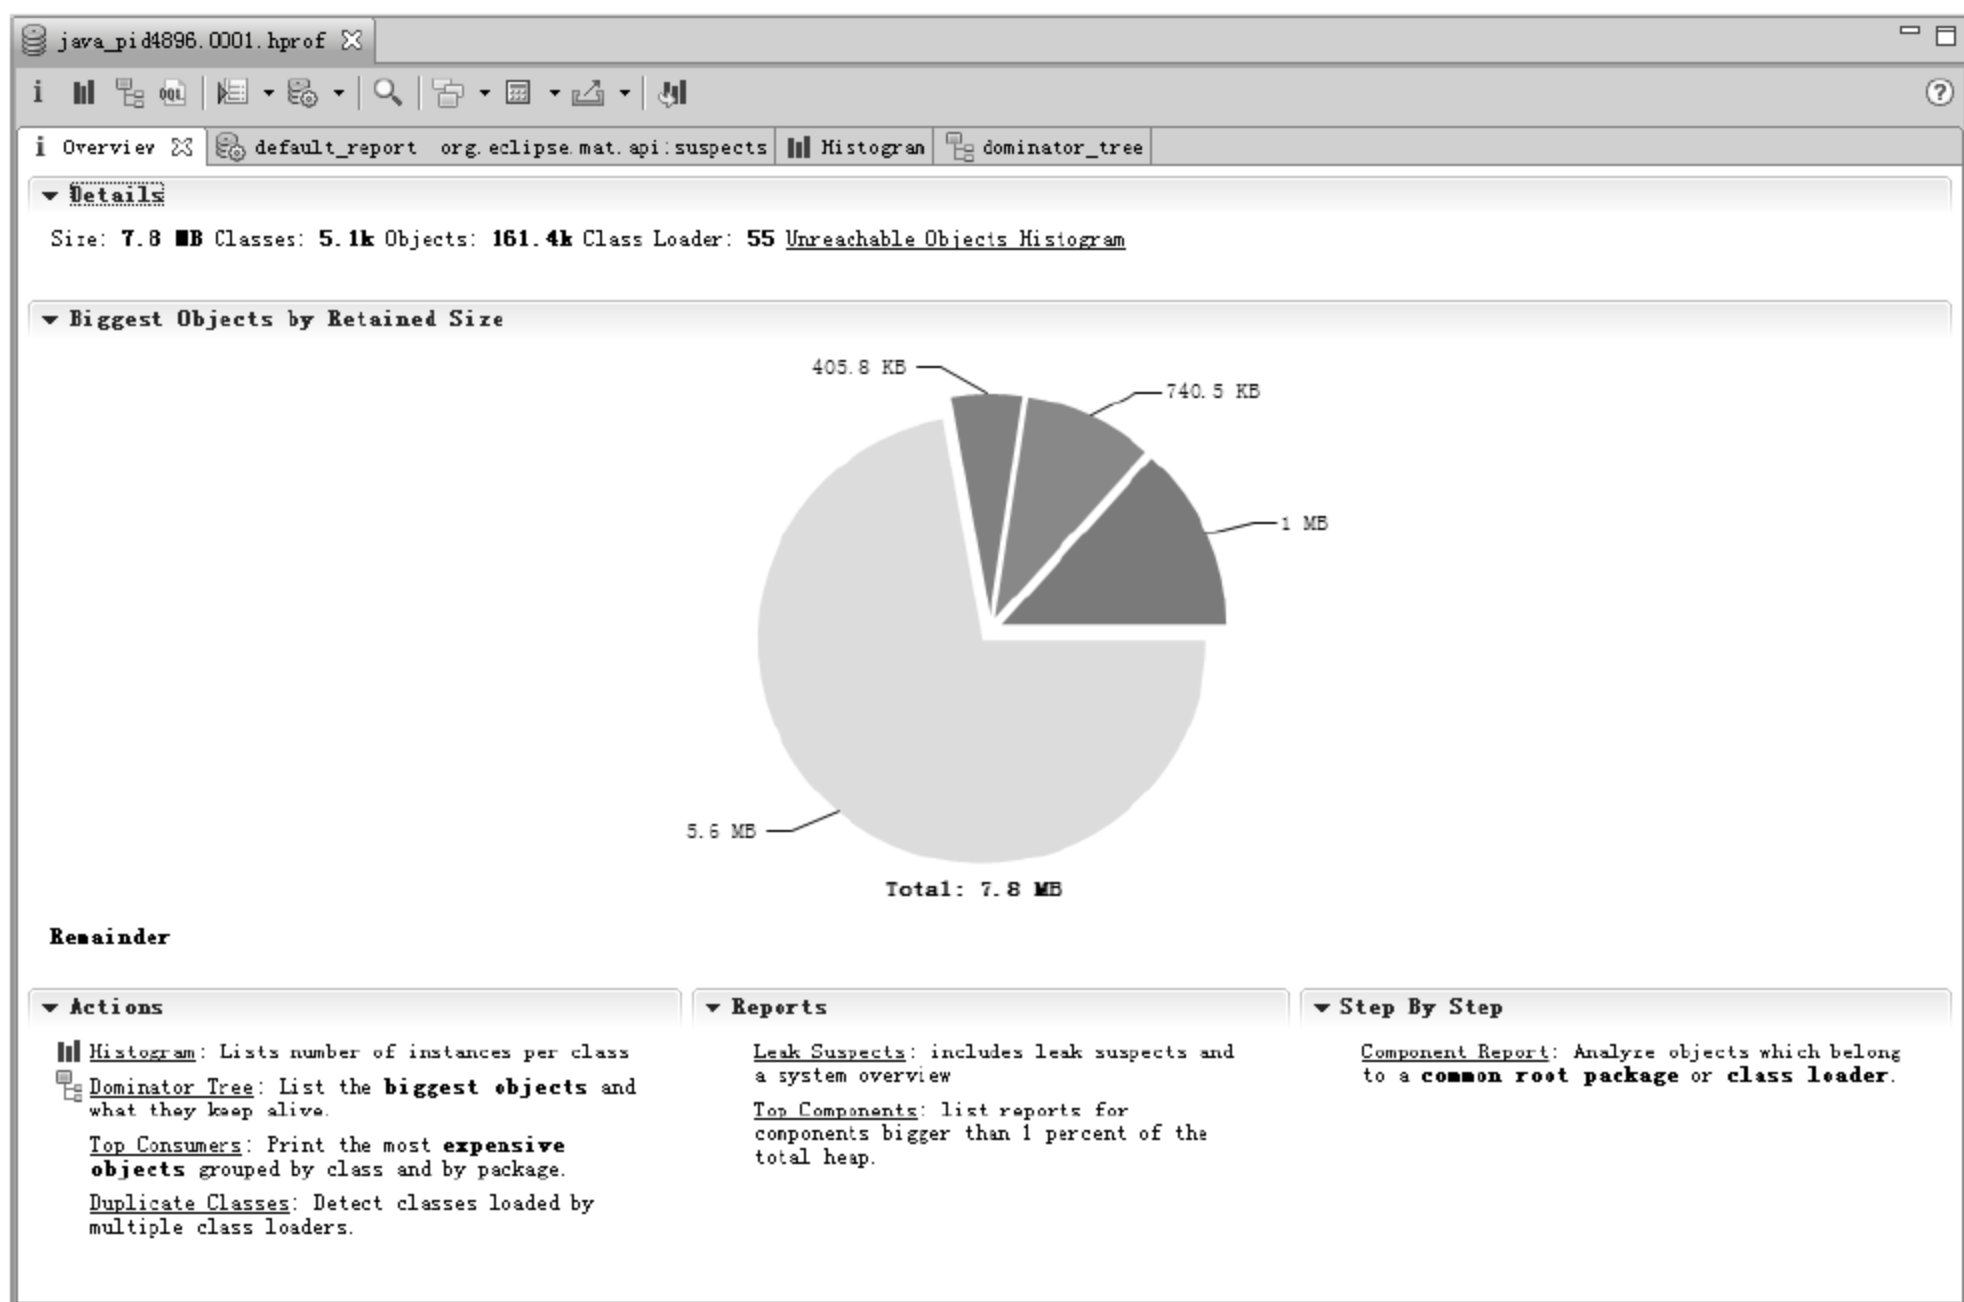 java_pid4896.0001.hprof
i OQL
i Overview default_report org.eclipse.mat.api:suspects Histogram dominator_tree
Details
Size: 7.8 MB Classes: 5.1k Objects: 161.4k Class Loader: 55 Unreachable Objects Histogram
Biggest Objects by Retained Size
405.8 KB
740.5 KB
1 MB
5.6 MB
Total: 7.8 MB
Remainder
Actions
Histogram: Lists number of instances per class
Dominator Tree: List the biggest objects and
what they keep alive.
Top Consumers: Print the most expensive
objects grouped by class and by package.
Duplicate Classes: Detect classes loaded by
multiple class loaders.
Reports
Leak Suspects: includes leak suspects and
a system overview
Top Components: list reports for
components bigger than 1 percent of the
total heap.
Step By Step
Component Report: Analyze objects which belong
to a common root package or class loader.